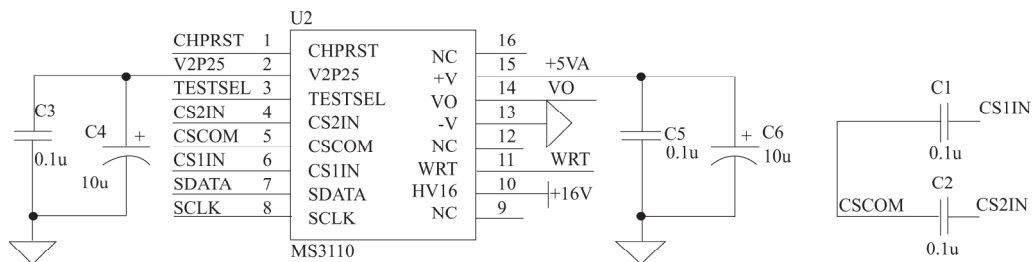 U2
CHPRST 1 CHPRST NC 16
V2P25 2 V2P25 +V 15 +5VA
TESTSEL 3 TESTSEL VO 14 VO
CS2IN 4 CS2IN -V 13
CSCOM 5 CSCOM NC 12
CS1IN 6 CS1IN WRT 11 WRT
SDATA 7 SDATA HV16 10 +16V
SCLK 8 SCLK NC 9
MS3110
C3
0.1u
C4 +
10u
C5
0.1u
+ C6
10u
C1
CS1IN
0.1u
C2
CSCOM CS2IN
0.1u